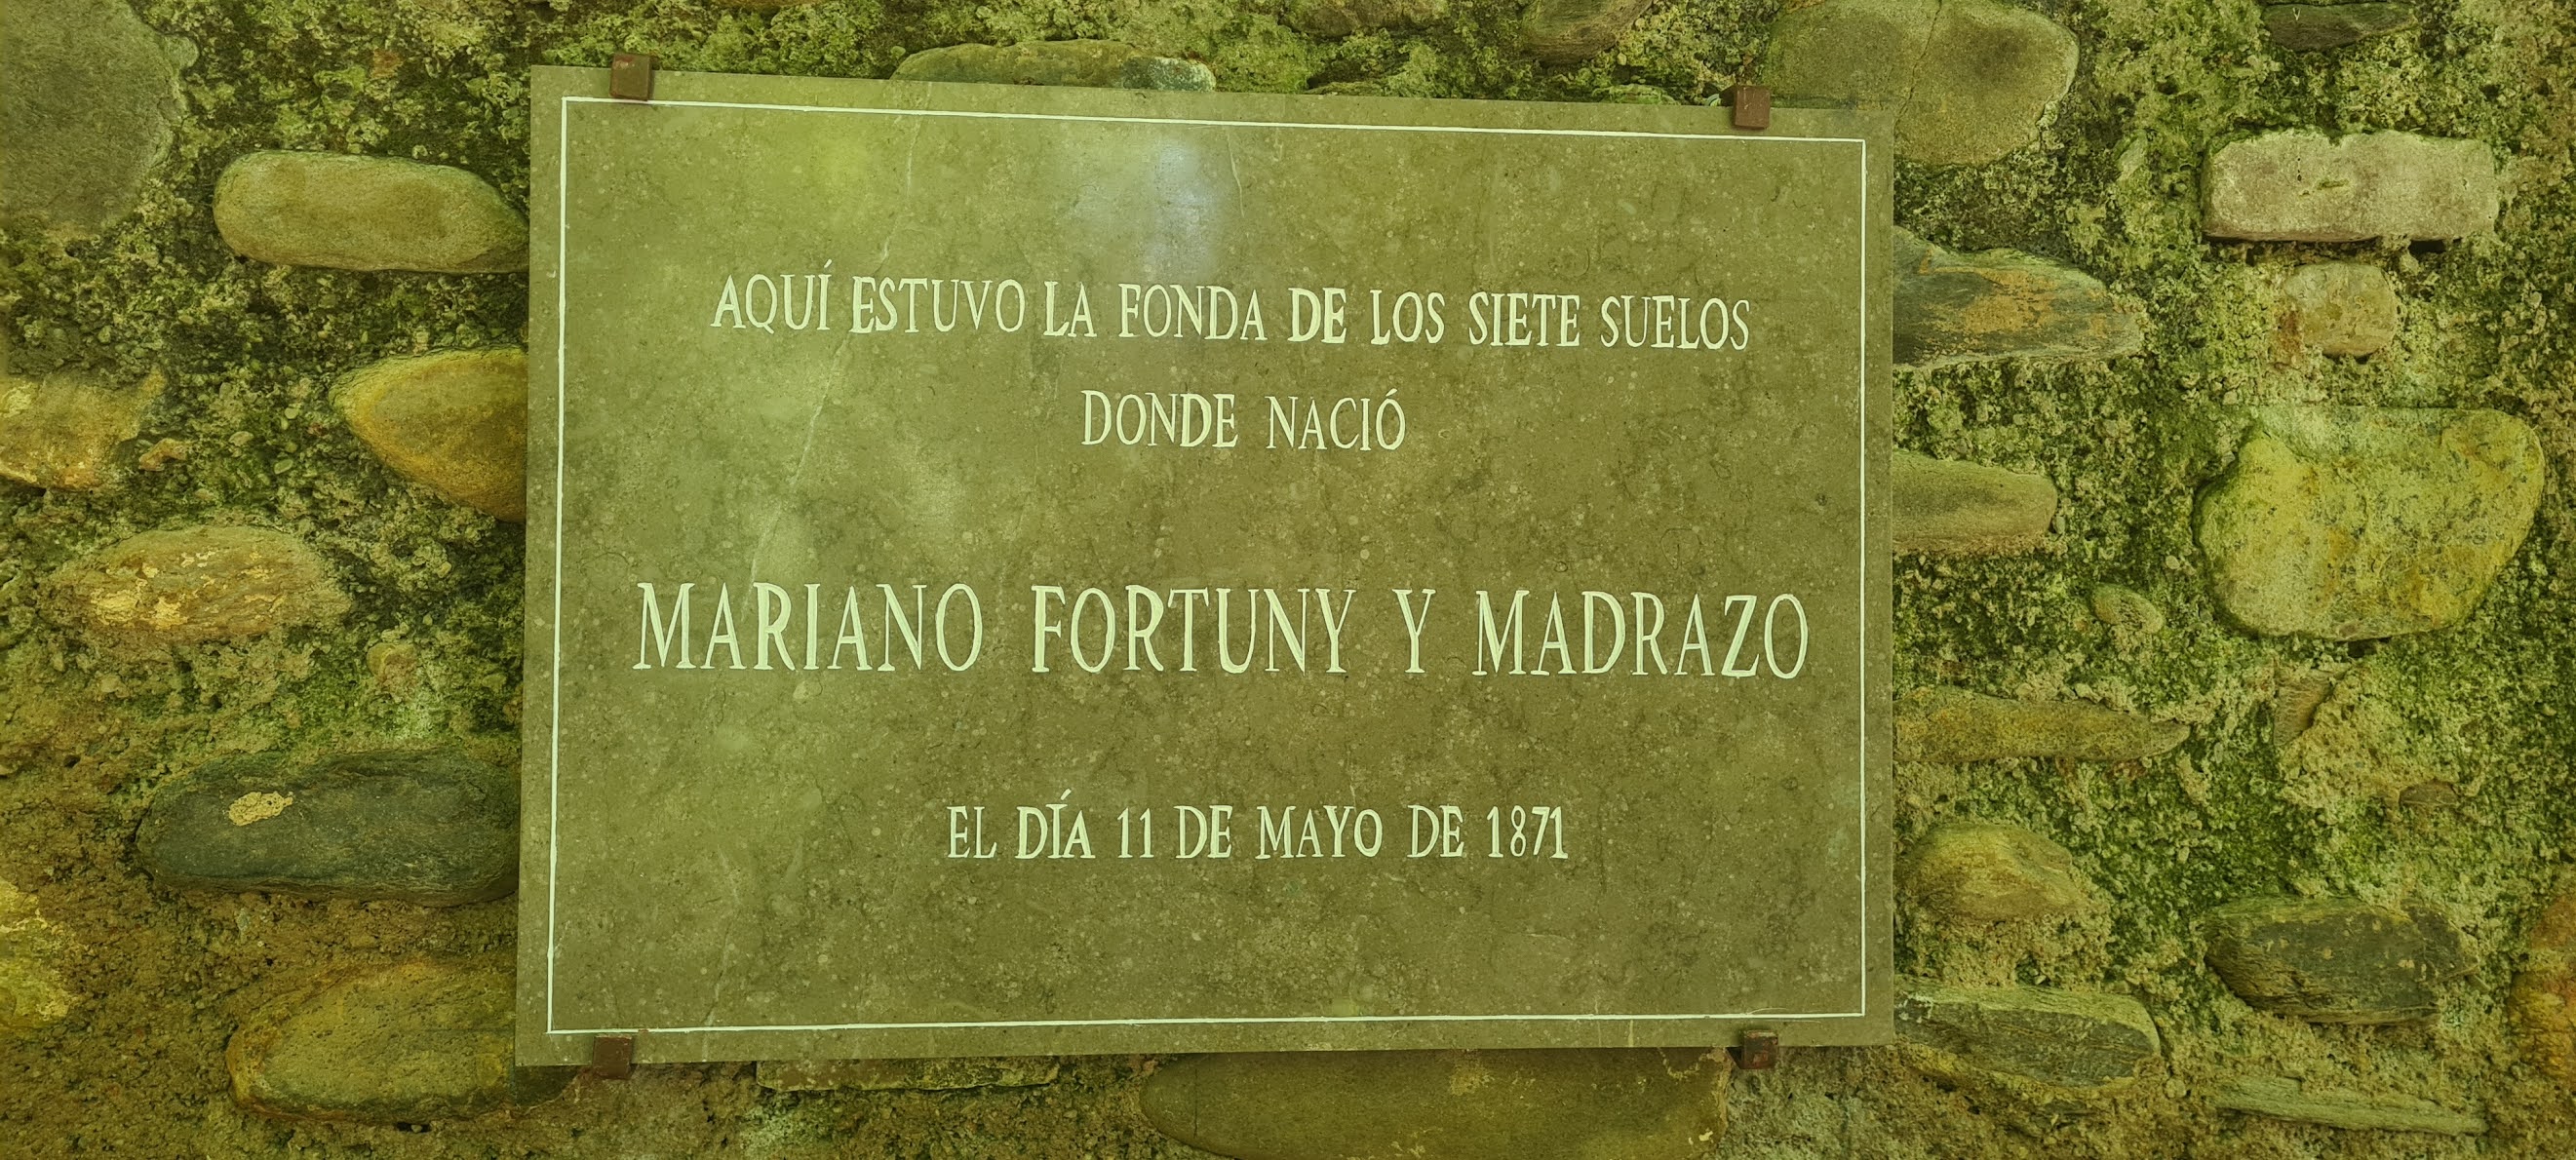 AQUÍ ESTUVO LA FONDA DE LOS SIETE SUELOS
DONDE NACIÓ
MARIANO FORTUNY Y MADRAZO
EL DÍA 11 DE MAYO DE 1871